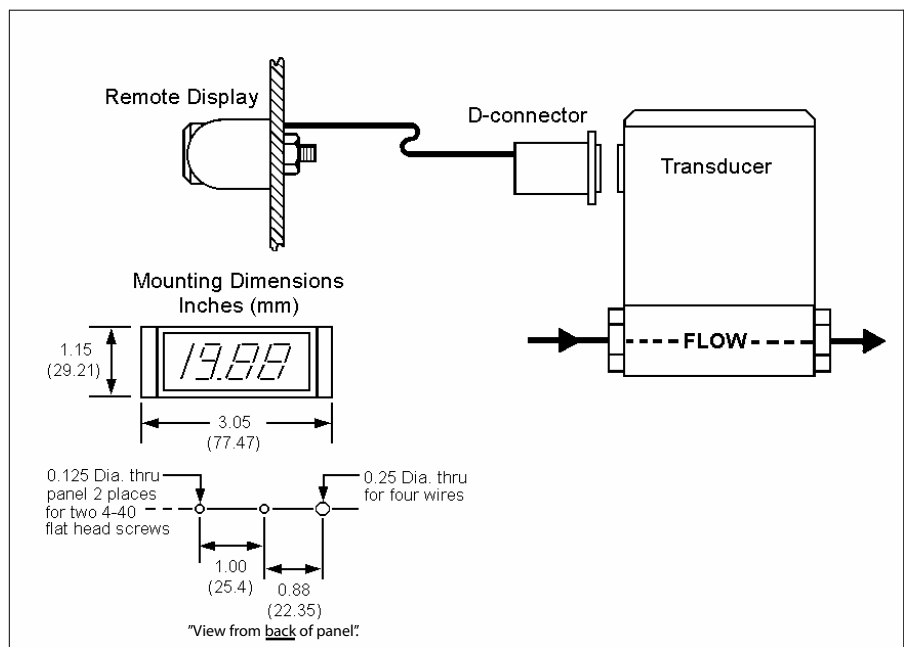 Remote Display
D-connector
Transducer
Mounting Dimensions
Inches (mm)
1.15
(29.21)
19.88
3.05
(77.47)
FLOW
0.125 Dia. thru
panel 2 places
for two 4-40
flat head screws
0.25 Dia. thru
for four wires
1.00
(25.4)
0.88
(22.35)
"View from back of panel".